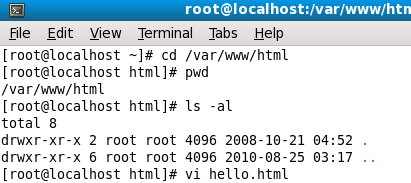 root@localhost:/var/www/htm
File Edit View Terminal Tabs Help
[root@localhost ~]# cd /var/www/html
[root@localhost html]# pwd
/var/www/html
[root@localhost html]# ls -al
total 8
drwxr-xr-x 2 root root 4096 2008-10-21 04:52 .
drwxr-xr-x 6 root root 4096 2010-08-25 03:17 ..
[root@localhost html]# vi hello.html